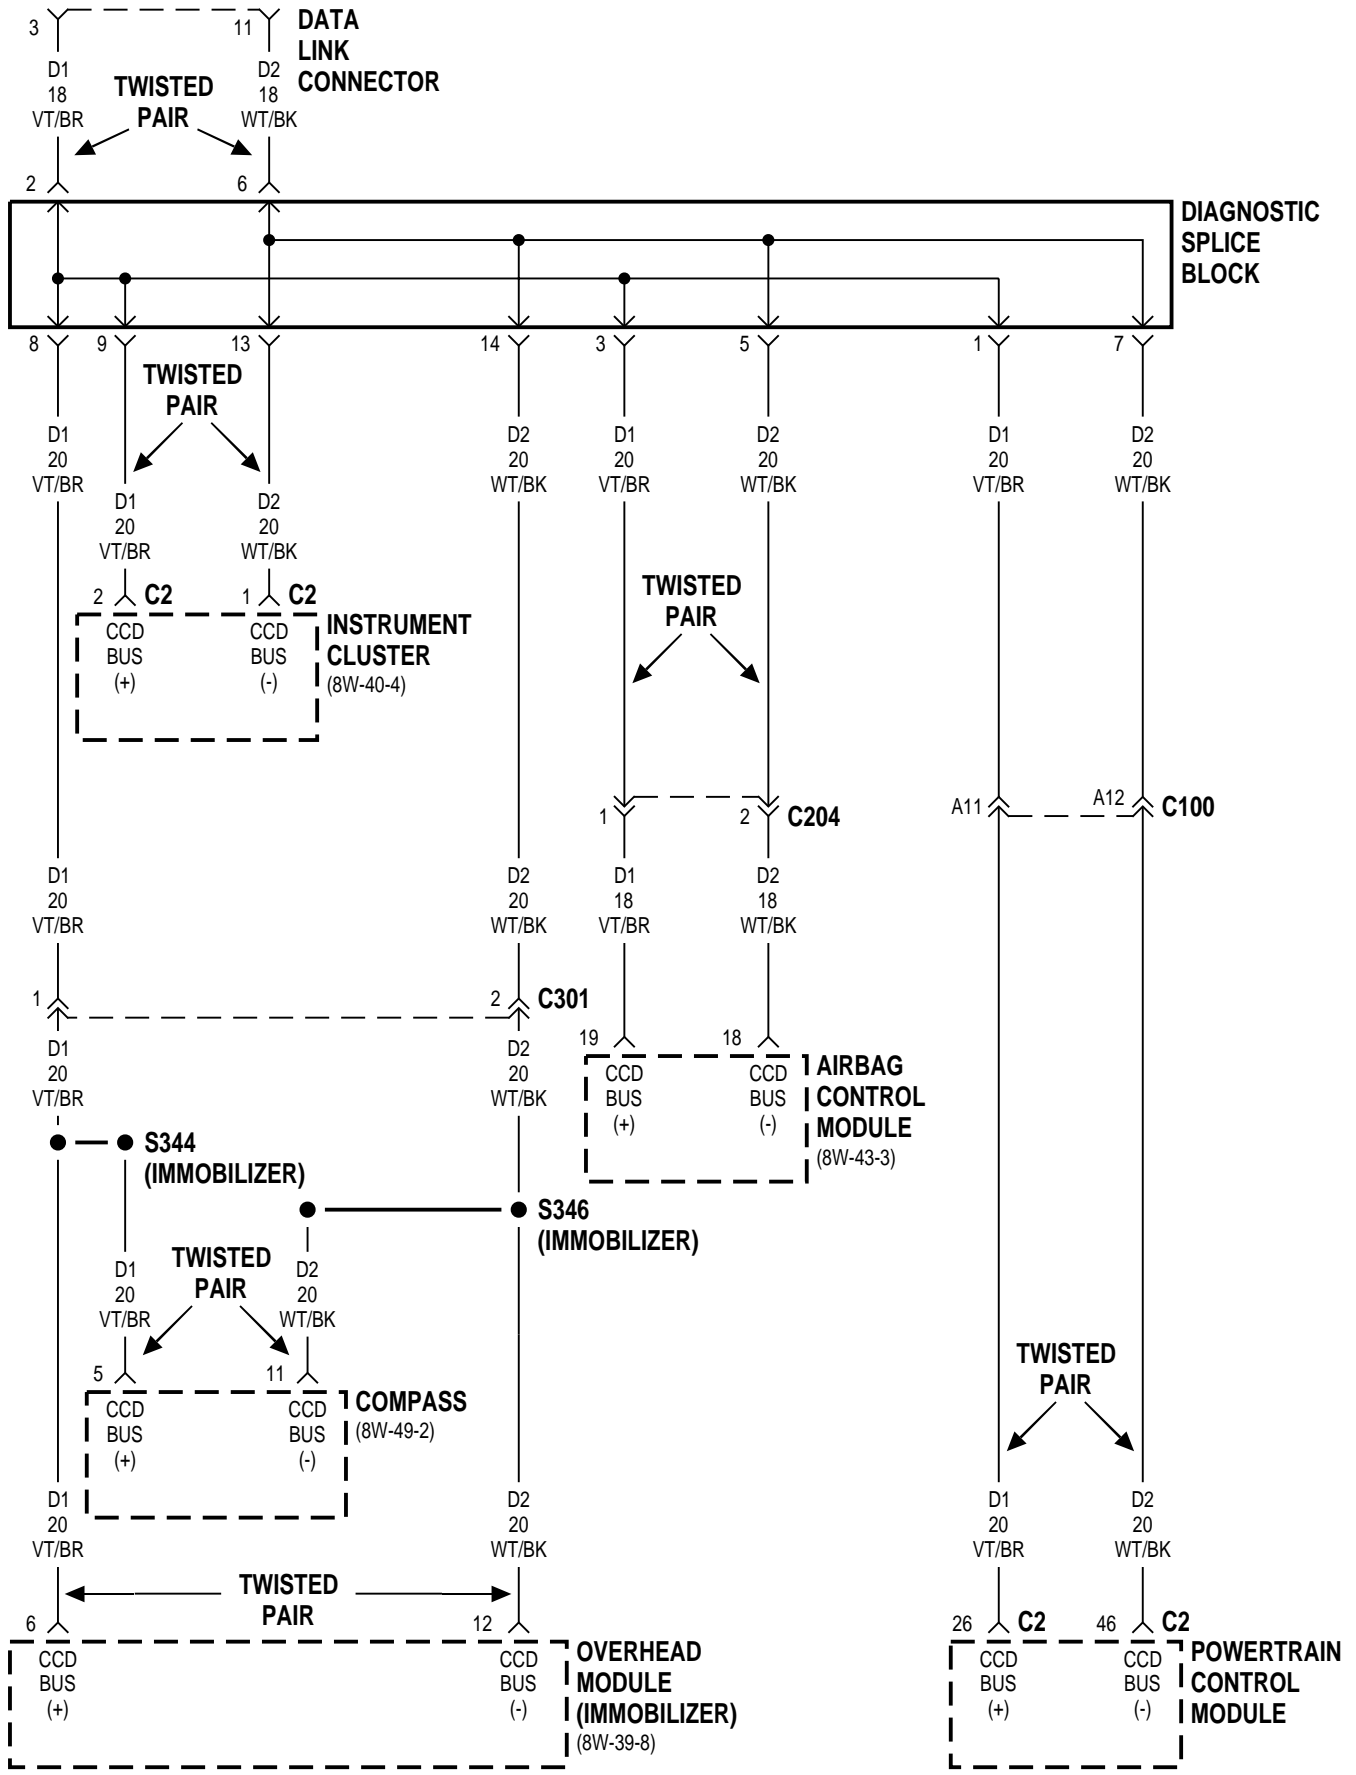 3
11
DATA
LINK
CONNECTOR
D1
18
VT/BR
D2
18
WT/BK
TWISTED
PAIR
2
6
DIAGNOSTIC
SPLICE
BLOCK
8
9
13
14
3
5
1
7
TWISTED
PAIR
D1
20
VT/BR
D2
20
WT/BK
D1
20
VT/BR
D2
20
WT/BK
D1
20
VT/BR
D2
20
WT/BK
D1
20
VT/BR
D2
20
WT/BK
2
C2
1
C2
CCD
BUS
(+)
CCD
BUS
(-)
INSTRUMENT
CLUSTER
(8W-40-4)
TWISTED
PAIR
1
2
C204
A11
A12
C100
D1
20
VT/BR
D2
20
WT/BK
D1
18
VT/BR
D2
18
WT/BK
1
2
C301
D1
20
VT/BR
D2
20
WT/BK
19
18
CCD
BUS
(+)
CCD
BUS
(-)
AIRBAG
CONTROL
MODULE
(8W-43-3)
S344
(IMMOBILIZER)
S346
(IMMOBILIZER)
TWISTED
PAIR
D1
20
VT/BR
D2
20
WT/BK
5
11
CCD
BUS
(+)
CCD
BUS
(-)
COMPASS
(8W-49-2)
TWISTED
PAIR
D1
20
VT/BR
D2
20
WT/BK
D1
20
VT/BR
D2
20
WT/BK
TWISTED
PAIR
6
12
CCD
BUS
(+)
CCD
BUS
(-)
OVERHEAD
MODULE
(IMMOBILIZER)
(8W-39-8)
26
C2
46
C2
CCD
BUS
(+)
CCD
BUS
(-)
POWERTRAIN
CONTROL
MODULE